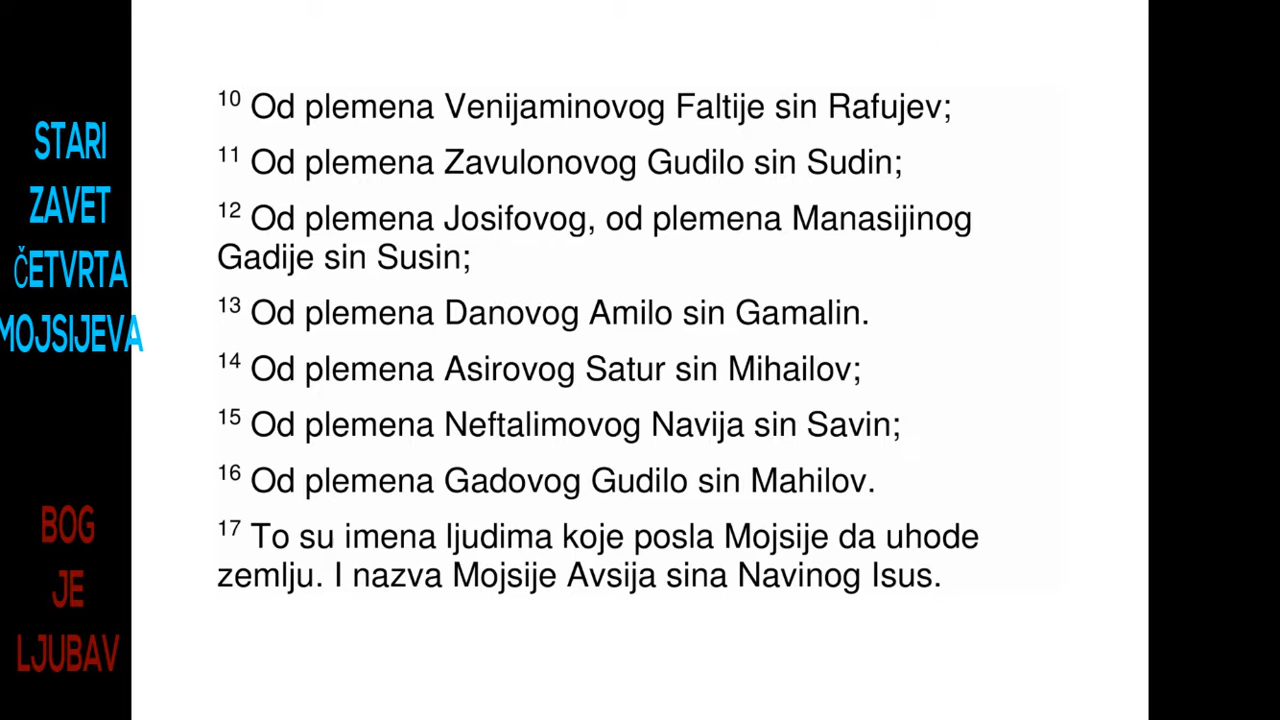 STARI
ZAVET
ČETVRTA
MOJSIJEVA
BOG
JE
LJUBAV
10 Od plemena Venijaminovog Faltije sin Rafujev;
11 Od plemena Zavulonovog Gudilo sin Sudin;
12 Od plemena Josifovog, od plemena Manasijinog
Gadije sin Susin;
13 Od plemena Danovog Amilo sin Gamalin.
14 Od plemena Asirovog Satur sin Mihailov;
15 Od plemena Neftalimovog Navija sin Savin;
16 Od plemena Gadovog Gudilo sin Mahilov.
17 To su imena ljudima koje posla Mojsije da uhode
zemlju. I nazva Mojsije Avsija sina Navinog Isus.